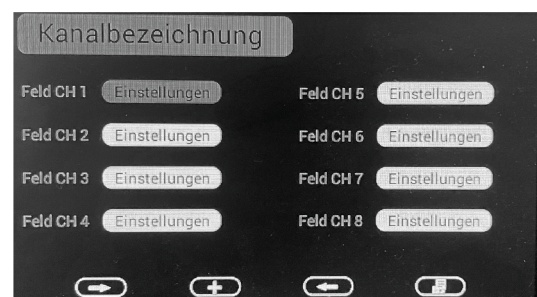 Kanalbezeichnung
Feld CH 1 Einstellungen
Feld CH 2 Einstellungen
Feld CH 3 Einstellungen
Feld CH 4 Einstellungen
Feld CH 5 Einstellungen
Feld CH 6 Einstellungen
Feld CH 7 Einstellungen
Feld CH 8 Einstellungen